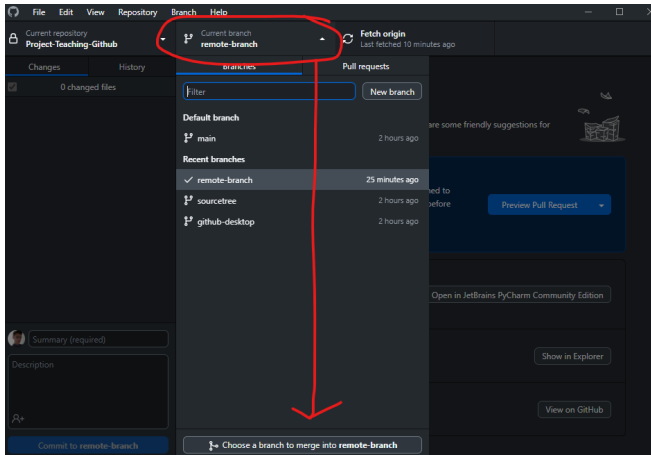 File Edit View Repository Branch Help
Current repository
Project-Teaching-Github
Current branch
remote-branch
Fetch origin
Last fetched 10 minutes ago
Changes
History
0 changed files
Branches
Pull requests
Filter
New branch
Default branch
main
2 hours ago
Recent branches
remote-branch
25 minutes ago
sourcetree
2 hours ago
github-desktop
2 hours ago
are some friendly suggestions for
ed to
before
Preview Pull Request
Open in JetBrains PyCharm Community Edition
Show in Explorer
View on GitHub
Summary (required)
Description
Commit to remote-branch
Choose a branch to merge into remote-branch